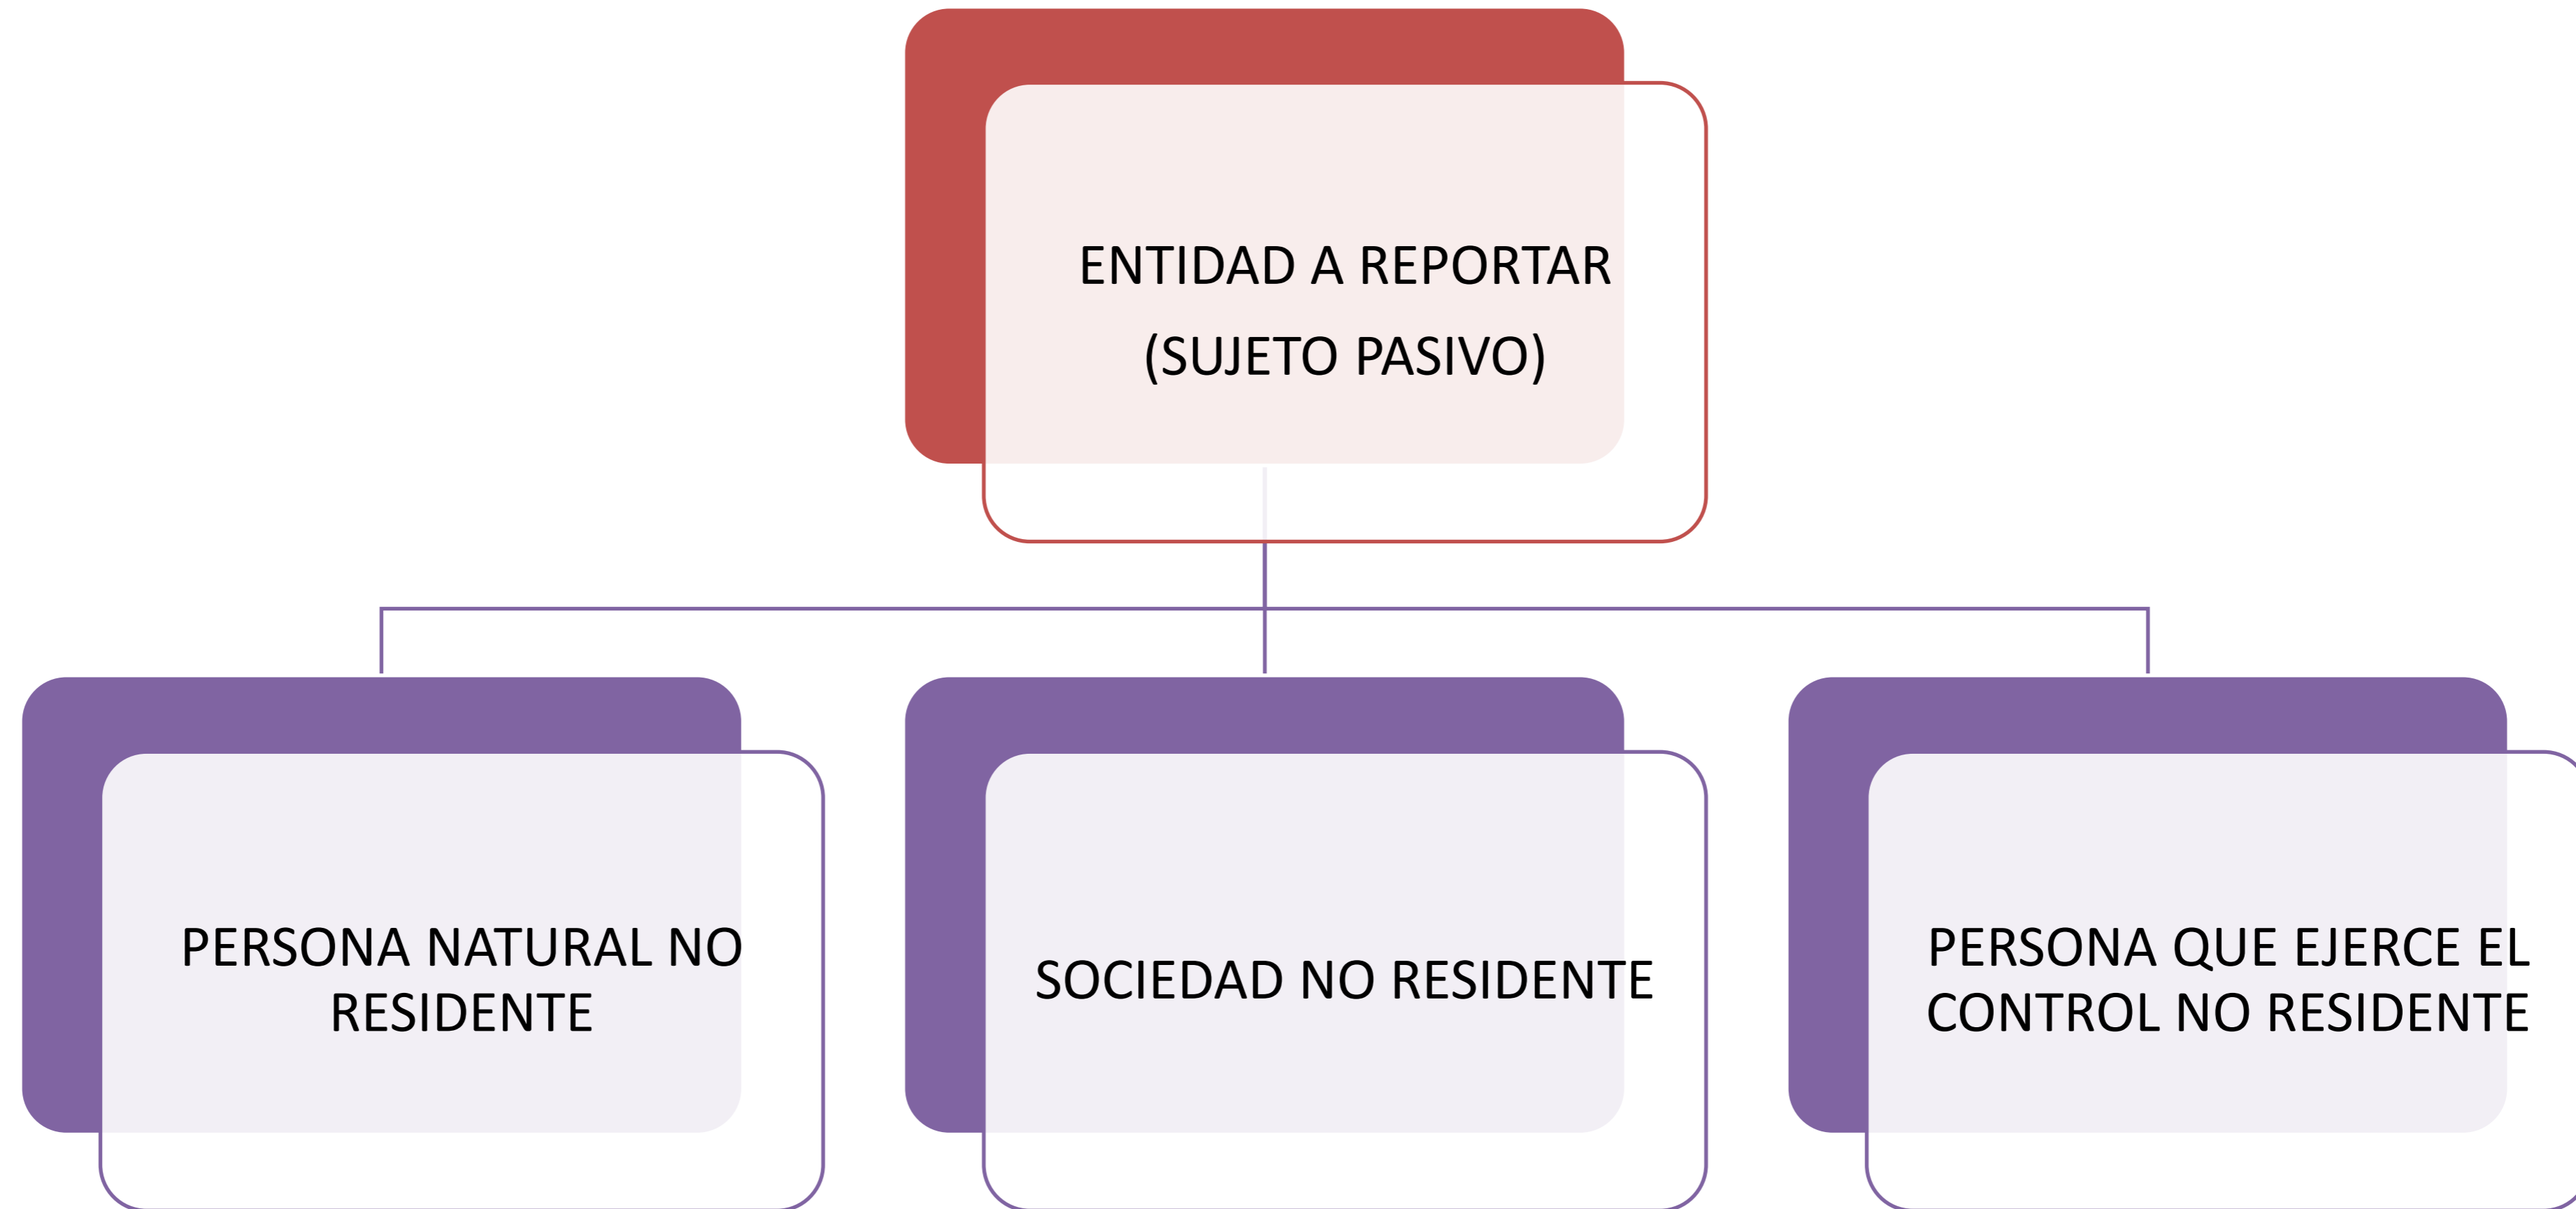 ENTIDAD A REPORTAR
(SUJETO PASIVO)
PERSONA NATURAL NO
RESIDENTE
SOCIEDAD NO RESIDENTE
PERSONA QUE EJERCE EL
CONTROL NO RESIDENTE